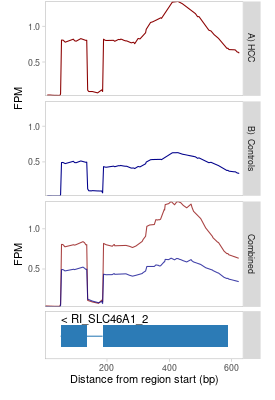 1.0
0.5
A) HCC
FPM
1.0
0.5
B) Controls
1.0
0.5
FPM
Combined
< RI_SLC46A1_2
0
200
400
600
Distance from region start (bp)